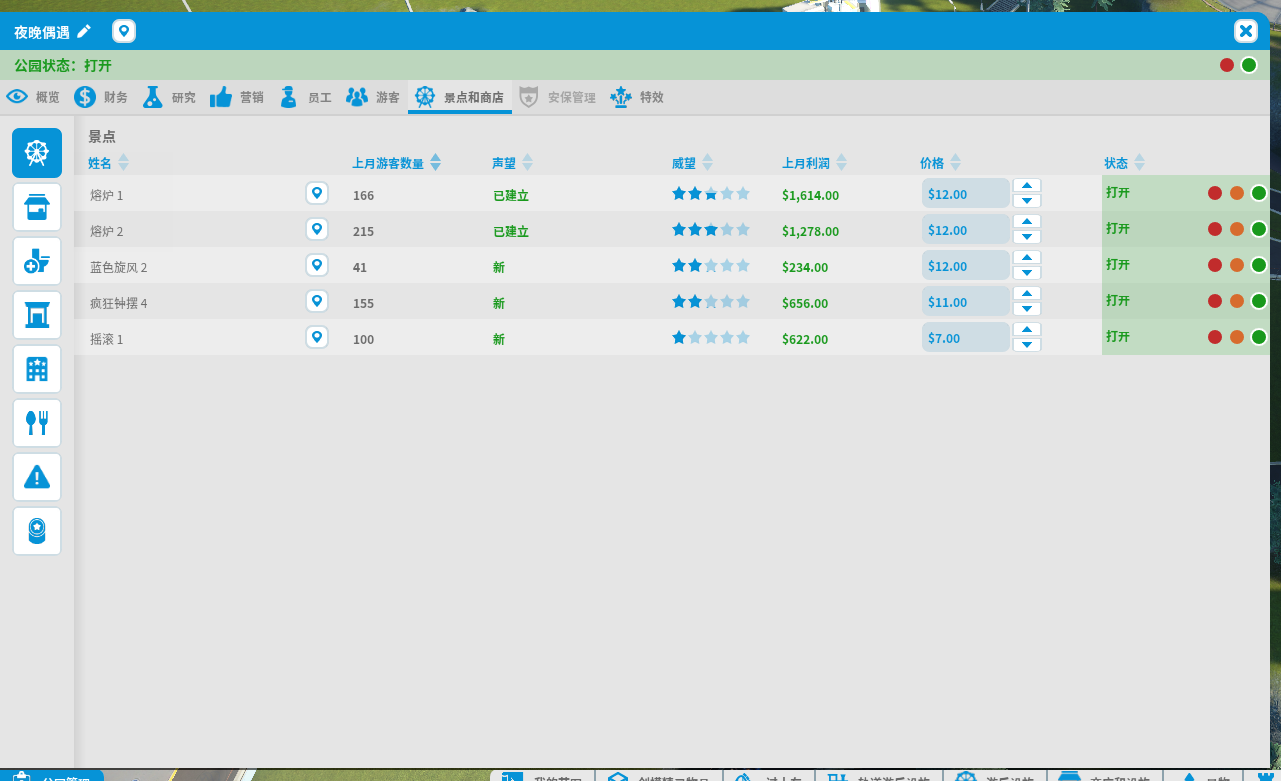 夜晚偶遇
公园状态：打开
概览 财务 研究 营销 员工 游客 景点和商店 安保管理 特效
景点
姓名 上月游客数量 声望 威望 上月利润 价格 状态
熔炉 1 166 已建立 $1,614.00 $12.00 打开
熔炉 2 215 已建立 $1,278.00 $12.00 打开
蓝色旋风 2 41 新 $234.00 $12.00 打开
疯狂钟摆 4 155 新 $656.00 $11.00 打开
摇滚 1 100 新 $622.00 $7.00 打开
公园管理